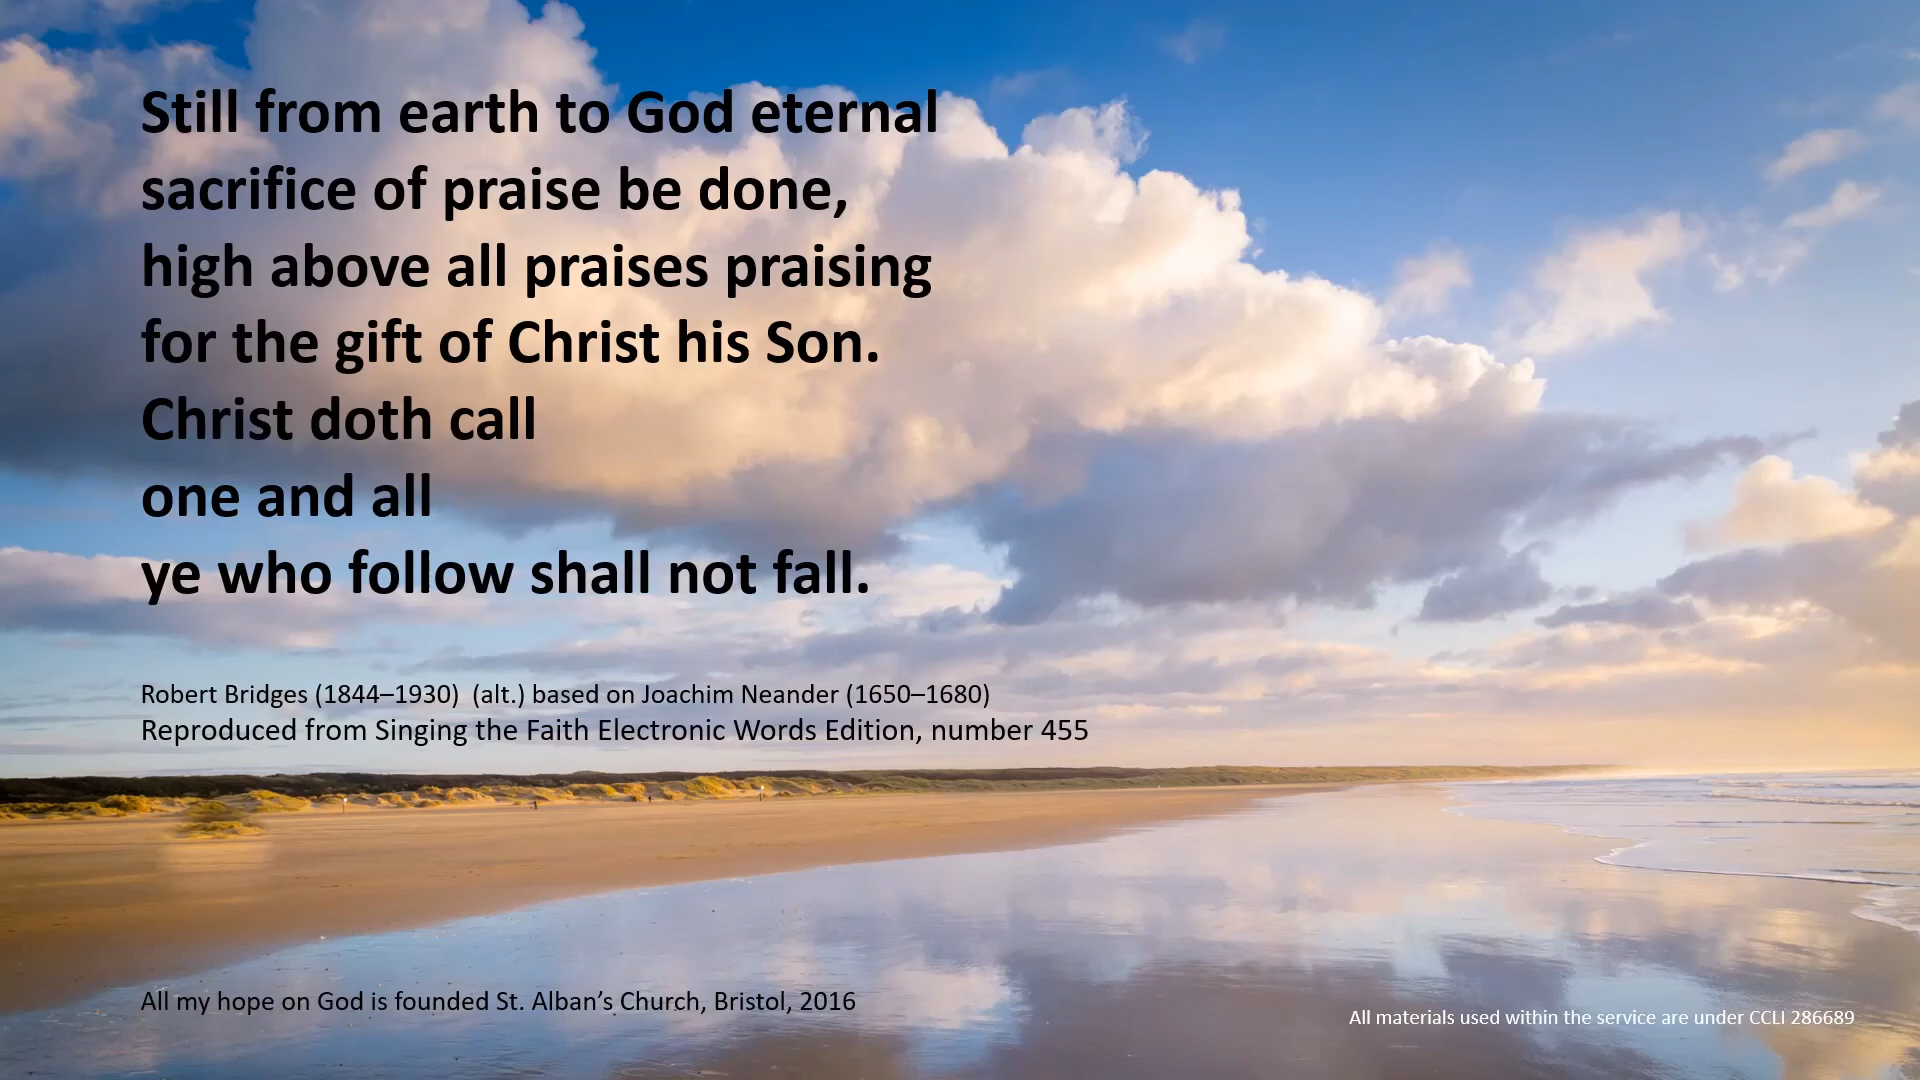 Still from earth to God eternal
sacrifice of praise be done,
high above all praises praising
for the gift of Christ his Son.
Christ doth call
one and all
ye who follow shall not fall.
Robert Bridges (1844–1930)  (alt.) based on Joachim Neander (1650–1680)
Reproduced from Singing the Faith Electronic Words Edition, number 455
All my hope on God is founded St. Alban’s Church, Bristol, 2016
All materials used within the service are under CCLI 286689